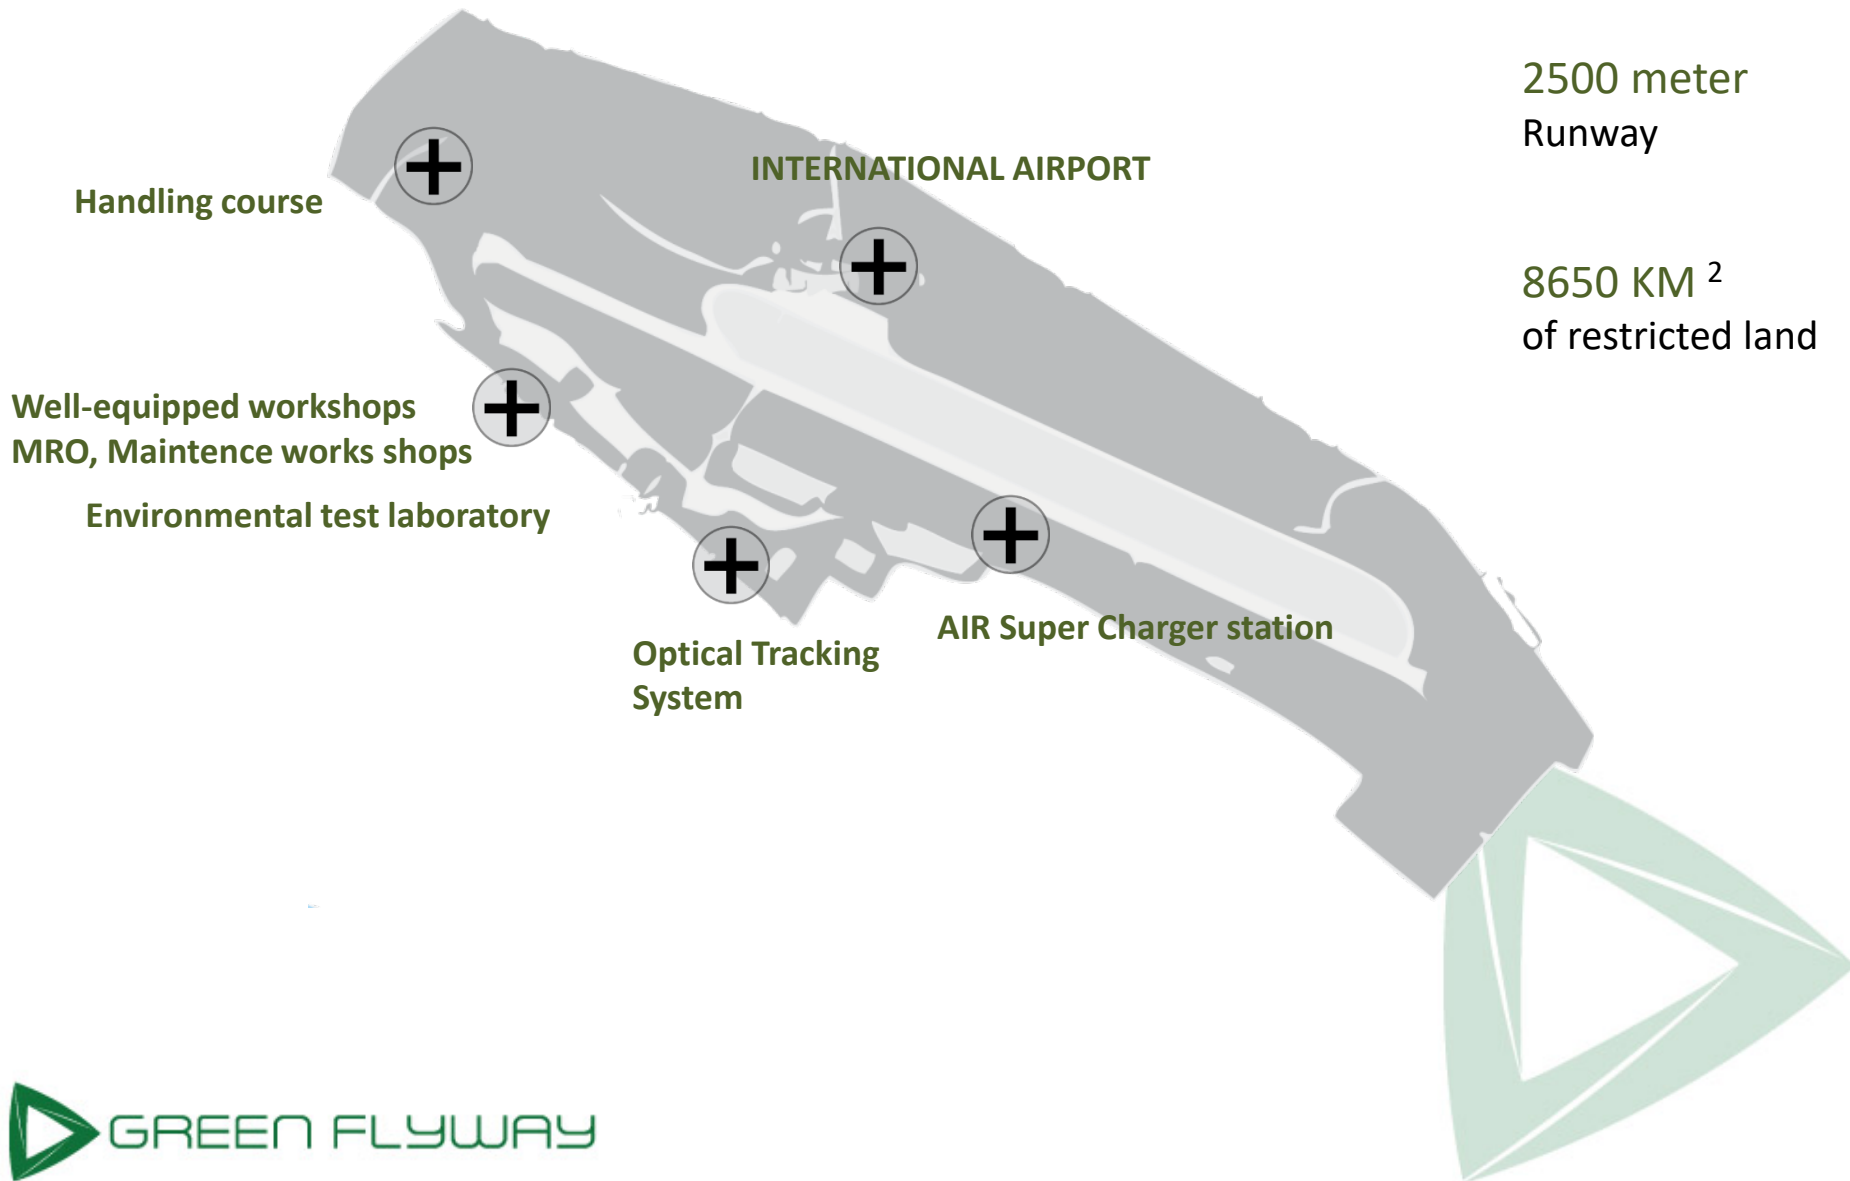 2500 meter
Runway
INTERNATIONAL AIRPORT
Handling course
8650 KM ²
of restricted land
Well-equipped workshops
MRO, Maintence works shops
Environmental test laboratory
AIR Super Charger station
Optical Tracking
System
GREEN FLYWAY